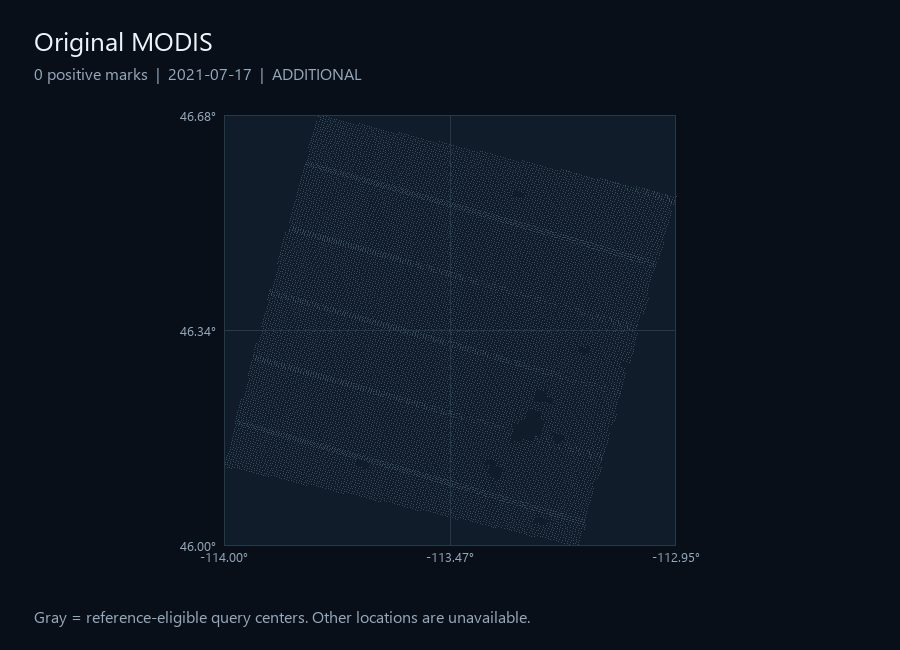 Original MODIS
0 positive marks | 2021-07-17 | ADDITIONAL
46.68°
46.34°
46.00°
-114.00°
-113.47°
-112.95°
Gray = reference-eligible query centers. Other locations are unavailable.